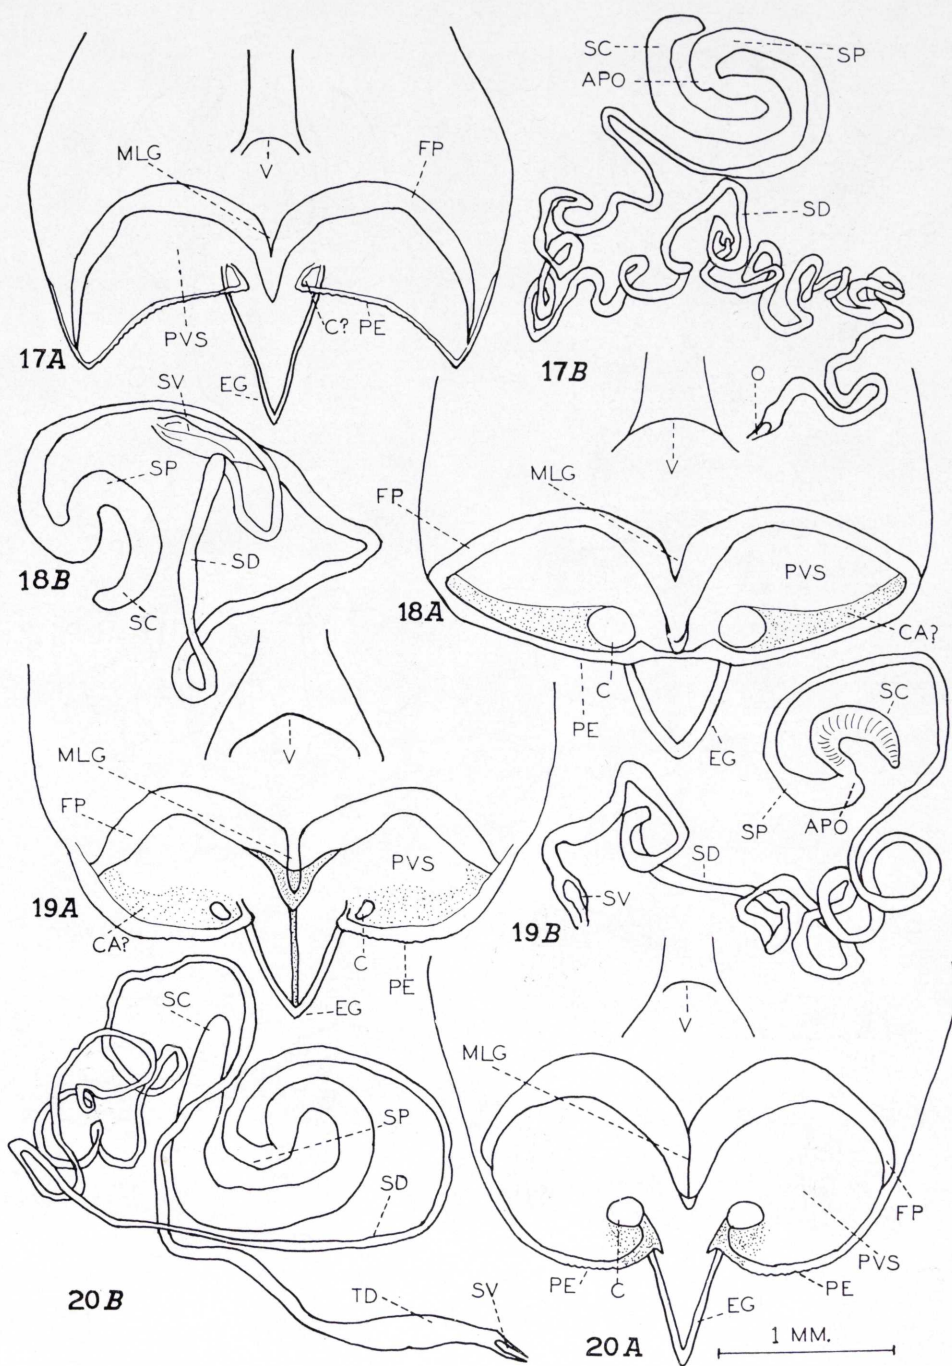 SC
SP
APO
MLG
FP
V
SD
C? PE
PVS
17A
EG
17B
O
SV
SP
V
MLG
FP
SD
PVS
18B
18A
SC
CA?
C
SC
PE
V
EG
MLG
FP
SP
APO
PVS
SD
19A
SV
CA?
19B
C
PE
SC
EG
V
MLG
SP
SD
FP
PVS
PE
C
PE
20B
TD
SV
EG
20A
1 MM.